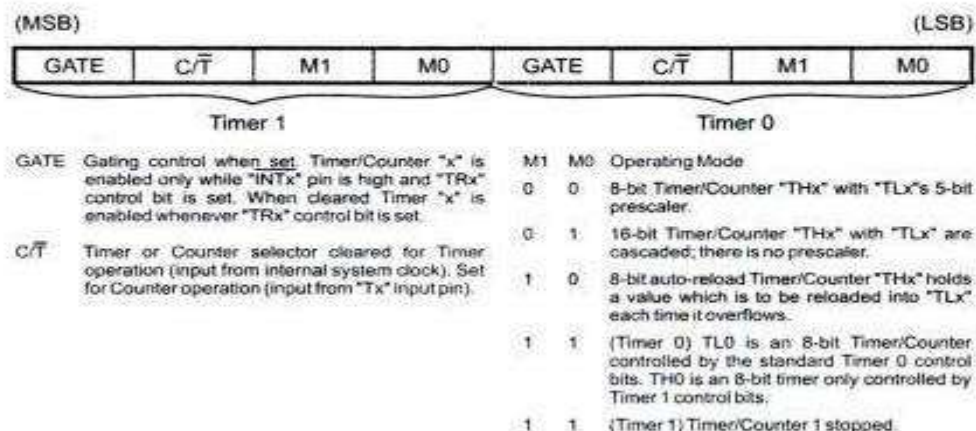 (MSB) (LSB)
GATE C/T̅ M1 M0 GATE C/T̅ M1 M0
Timer 1 Timer 0
GATE Gating control when set. Timer/Counter "x" is
enabled only while "INTx" pin is high and "TRx"
control bit is set. When cleared Timer "x" is
enabled whenever "TRx" control bit is set.
C/T̅ Timer or Counter selector cleared for Timer
operation (input from internal system clock). Set
for Counter operation (input from "Tx" input pin).
M1 M0 Operating Mode
0 0 8-bit Timer/Counter "THx" with "TLx"s 5-bit
prescaler.
0 1 16-bit Timer/Counter "THx" with "TLx" are
cascaded; there is no prescaler.
1 0 8-bit auto-reload Timer/Counter "THx" holds
a value which is to be reloaded into "TLx"
each time it overflows.
1 1 (Timer 0) TL0 is an 8-bit Timer/Counter
controlled by the standard Timer 0 control
bits. TH0 is an 8-bit timer only controlled by
Timer 1 control bits.
1 1 (Timer 1) Timer/Counter 1 stopped.